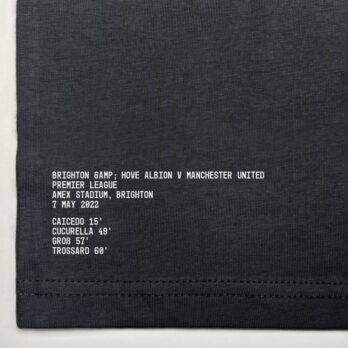 BRIGHTON &AMP; HOVE ALBION V MANCHESTER UNITED
PREMIER LEAGUE
AMEX STADIUM, BRIGHTON
7 MAY 2022
CAICEDO 15'
CUCURELLA 49'
GROß 57'
TROSSARD 60'